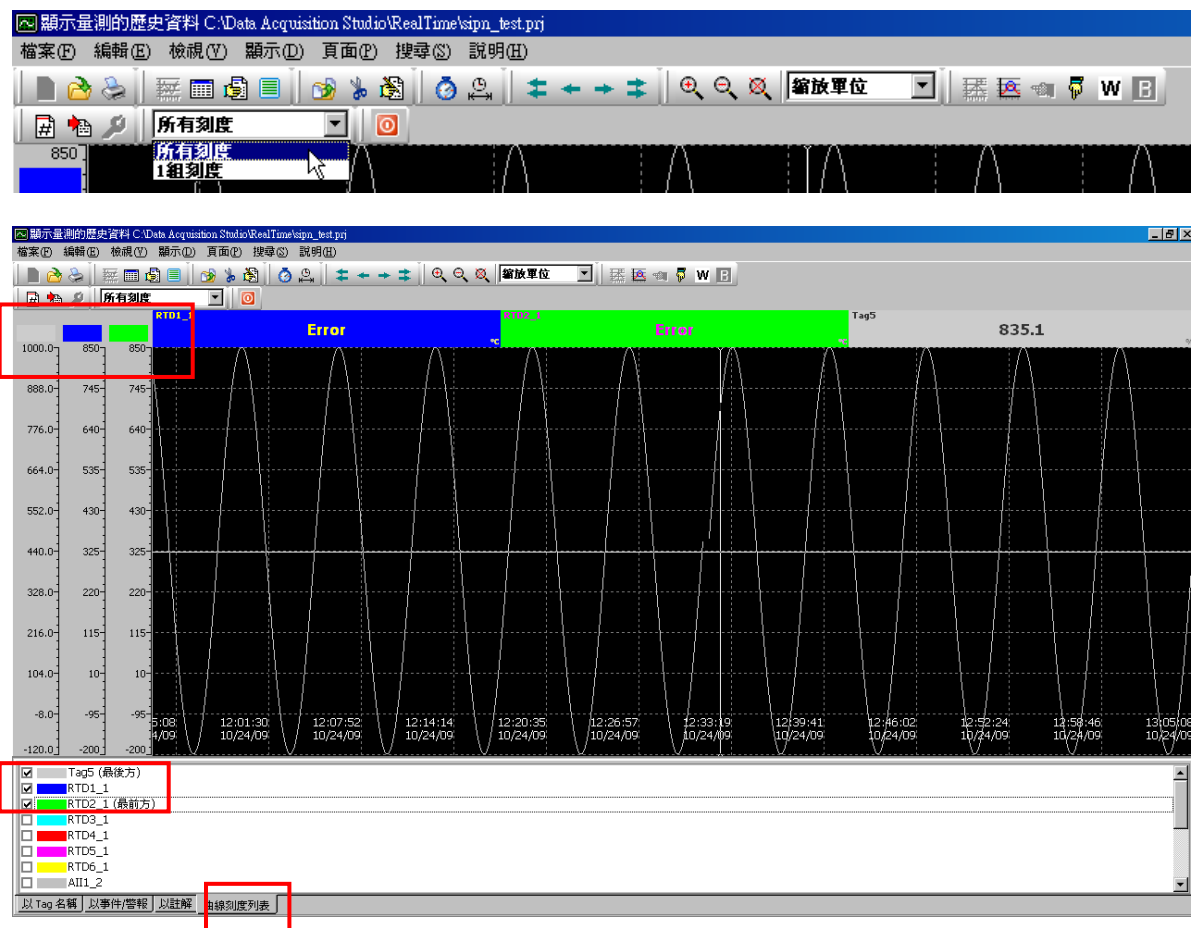 顯示量測的歷史資料 C:\Data Acquisition Studio\RealTime\sipn_test.prj
檔案(F) 編輯(E) 檢視(V) 顯示(D) 頁面(P) 搜尋(S) 說明(H)
縮放單位 W B
所有刻度
850 所有刻度
1組刻度
顯示量測的歷史資料 C:\Data Acquisition Studio\RealTime\sipn_test.prj
檔案(F) 編輯(E) 檢視(V) 顯示(D) 頁面(P) 搜尋(S) 說明(H)
縮放單位 W B
所有刻度
RTD1_1 RTD2_1 Tag5
Error Error 835.1
°C
1000.0 850 850
888.0 745 745
776.0 640 640
664.0 535 535
552.0 430 430
440.0 325 325
328.0 220 220
216.0 115 115
104.0 10 10
-8.0 -95 -95
5:08 12:01:30 12:07:52 12:14:14 12:20:35 12:26:57 12:33:19 12:39:41 12:46:02 12:52:24 12:58:46 13:05:08
4/09 10/24/09 10/24/09 10/24/09 10/24/09 10/24/09 10/24/09 10/24/09 10/24/09 10/24/09 10/24/09 10/24/09
-120.0 -200 -200
Tag5 (最後方)
RTD1_1
RTD2_1 (最前方)
RTD3_1
RTD4_1
RTD5_1
RTD6_1
AII1_2
以 Tag 名稱 以事件/警報 以註解 曲線刻度列表